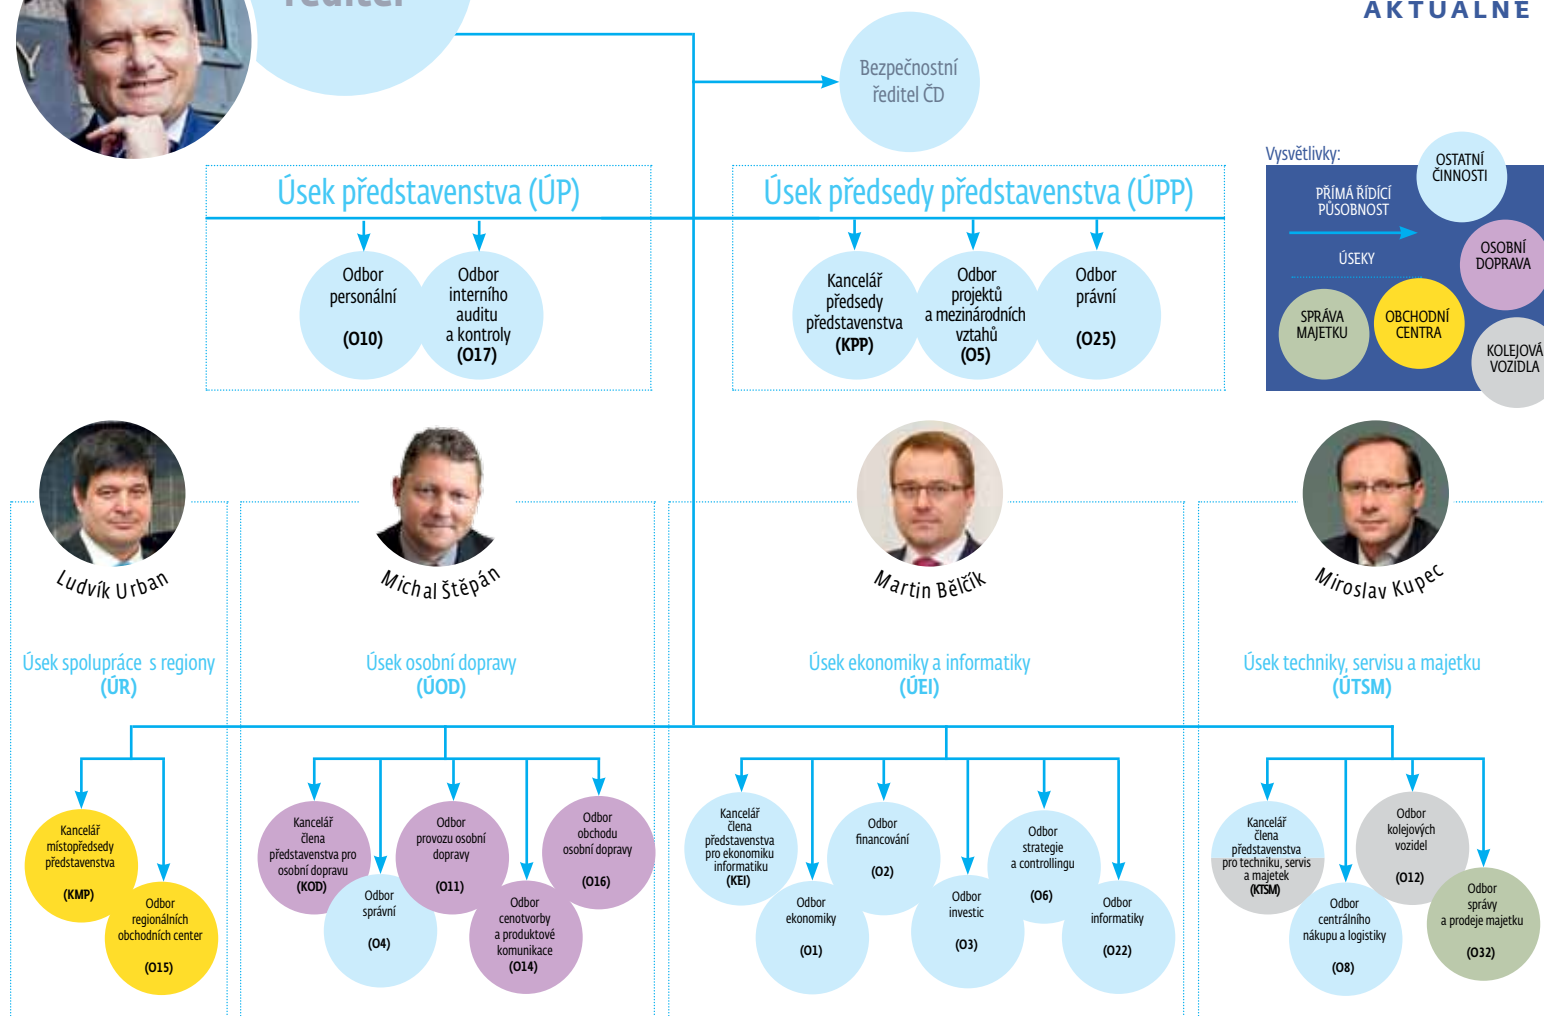 ředitel
AKTUÁLNĚ
Bezpečnostní
ředitel ČD
Vysvětlivky:
PŘÍMÁ ŘÍDÍCÍ
PŮSOBNOST
ÚSEKY
OSTATNÍ
ČINNOSTI
OSOBNÍ
DOPRAVA
SPRÁVA
MAJETKU
OBCHODNÍ
CENTRA
KOLEJOVÁ
VOZIDLA
Úsek představenstva (ÚP)
Odbor
personální
(O10)
Odbor
interního
auditu
a kontroly
(O17)
Úsek předsedy představenstva (ÚPP)
Kancelář
předsedy
představenstva
(KPP)
Odbor
projektů
a mezinárodních
vztahů
(O5)
Odbor
právní
(O25)
Ludvík Urban
Úsek spolupráce s regiony
(ÚR)
Kancelář
místopředsedy
představenstva
(KMP)
Odbor
regionálních
obchodních center
(O15)
Michal Štěpán
Úsek osobní dopravy
(ÚOD)
Kancelář
člena
představenstva pro
osobní dopravu
(KOD)
Odbor
správní
(O4)
Odbor
provozu osobní
dopravy
(O11)
Odbor
cenotvorby
a produktové
komunikace
(O14)
Odbor
obchodu
osobní dopravy
(O16)
Martin Bělčík
Úsek ekonomiky a informatiky
(ÚEI)
Kancelář
člena
představenstva
pro ekonomiku
informatiku
(KEI)
Odbor
ekonomiky
(O1)
Odbor
financování
(O2)
Odbor
investic
(O3)
Odbor
strategie
a controllingu
(O6)
Odbor
informatiky
(O22)
Miroslav Kupec
Úsek techniky, servisu a majetku
(ÚTSM)
Kancelář
člena
představenstva
pro techniku, servis
a majetek
(KTSM)
Odbor
centrálního
nákupu a logistiky
(O8)
Odbor
kolejových
vozidel
(O12)
Odbor
správy
a prodeje majetku
(O32)